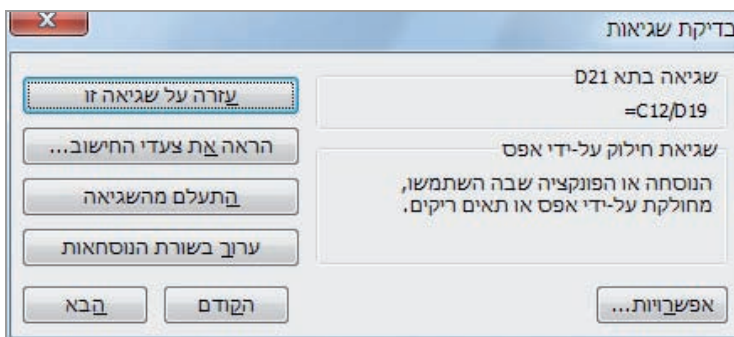 בדיקת שגיאות
שגיאה בתא D21
=C12/D19
שגיאת חילוק על-ידי אפס
הנוסחה או הפונקציה שבה השתמשו,
מחולקת על-ידי אפס או תאים ריקים.
עזרה על שגיאה זו
הראה את צעדי החישוב...
התעלם מהשגיאה
ערוך בשורת הנוסחאות
אפשרויות...
הקודם
הבא